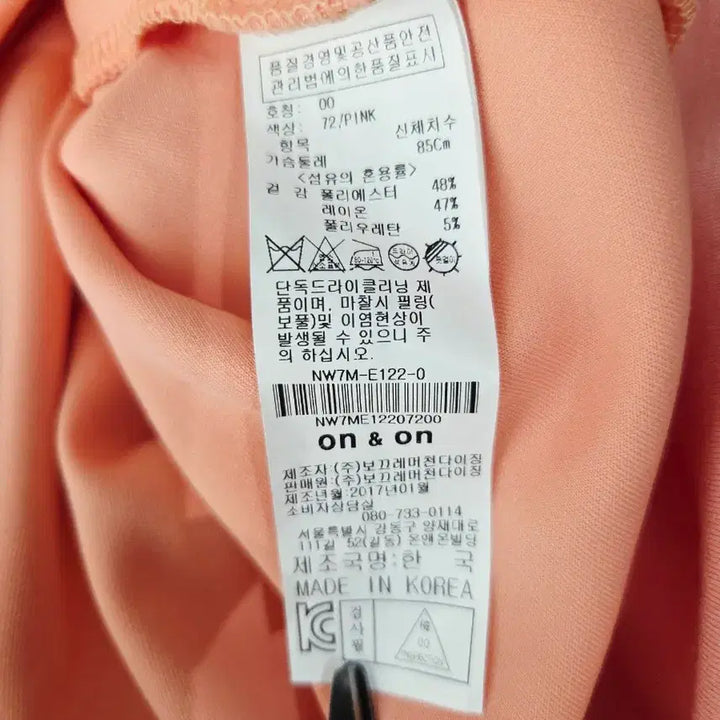 품질경영및공산품안전
관리법에의한품질표시
호칭: 00
색상: 72/PINK
항목 신체치수
가슴둘레 85Cm
<섬유의 혼용률>
겉 감 폴리에스터 48%
레이온 47%
폴리우레탄 5%
80-120℃
드라이
단독드라이클리닝 제
품이며, 마찰시 필링(
보풀)및 이염현상이
발생될 수 있으니 주
의 하십시오.
NW7M-E122-0
NW7ME12207200
on & on
제조자:(주)보끄레머천다이징
판매원:(주)보끄레머천다이징
제조년월:2017년01월
소비자상담실
080-733-0114
서울특별시 강동구 양재대로
111길 52(길동) 온앤온빌딩
제조국명:한 국
MADE IN KOREA
KC
검사필
00
INSPECTION